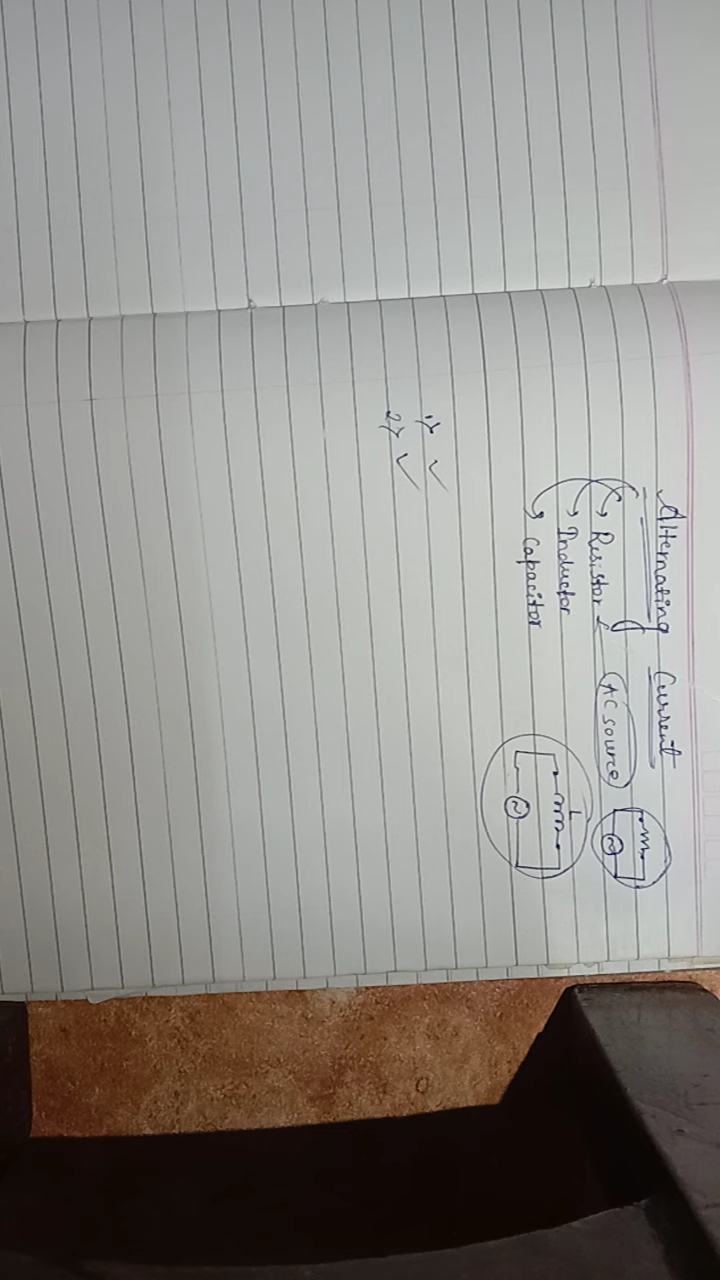 Alternating Current
Resistor AC source
Inductor
L
Capacitor
1)
2)